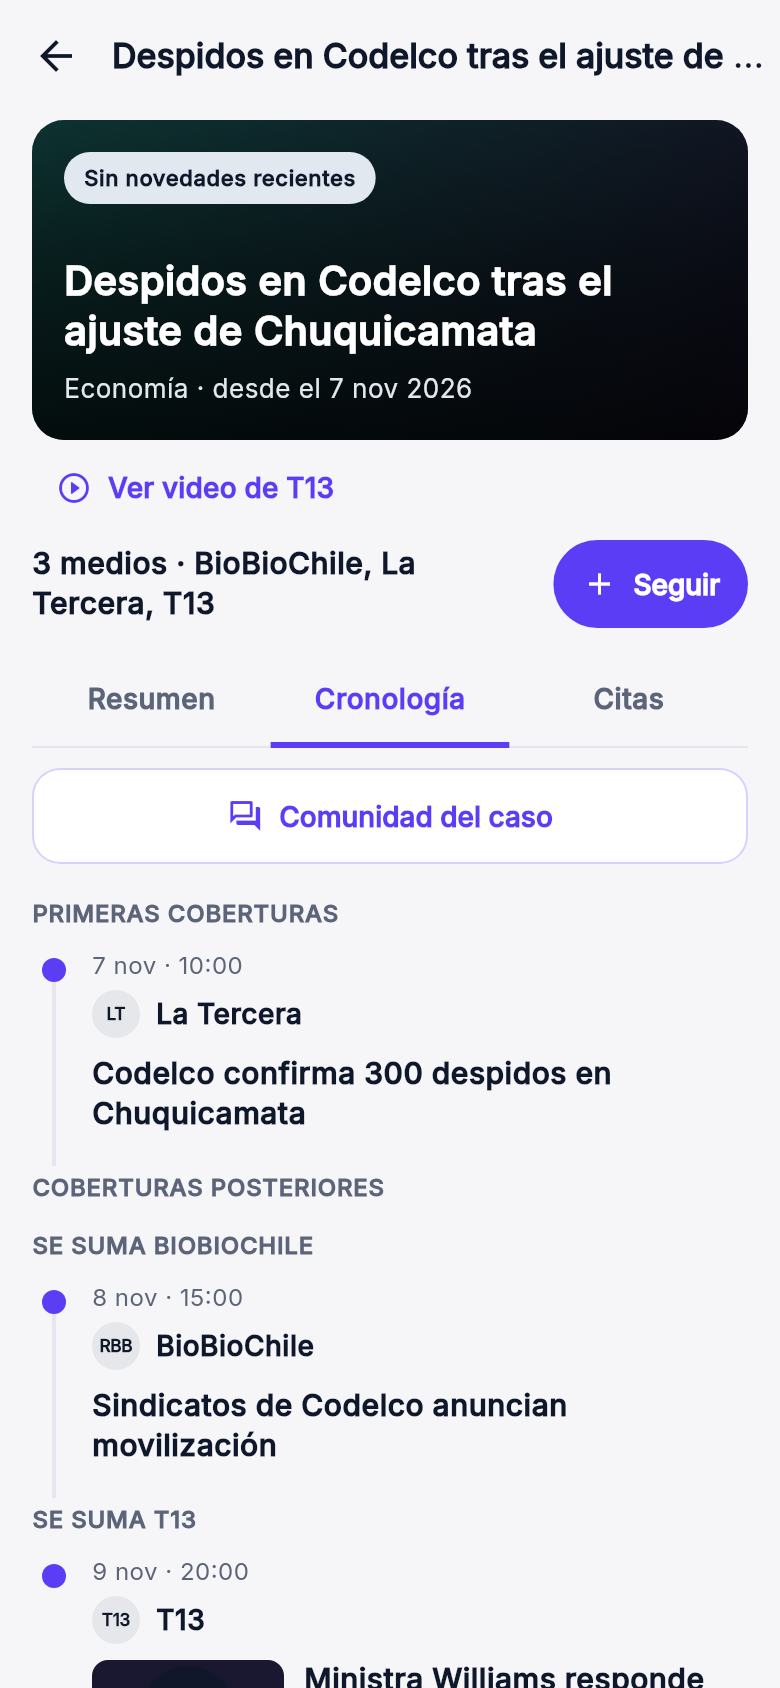 Despidos en Codelco tras el ajuste de ...
Sin novedades recientes
Despidos en Codelco tras el
ajuste de Chuquicamata
Economía · desde el 7 nov 2026
Ver video de T13
3 medios · BioBioChile, La
Tercera, T13
Seguir
Resumen
Cronología
Citas
Comunidad del caso
PRIMERAS COBERTURAS
7 nov · 10:00
LT
La Tercera
Codelco confirma 300 despidos en
Chuquicamata
COBERTURAS POSTERIORES
SE SUMA BIOBIOCHILE
8 nov · 15:00
RBB
BioBioChile
Sindicatos de Codelco anuncian
movilización
SE SUMA T13
9 nov · 20:00
T13
T13
Ministra Williams responde